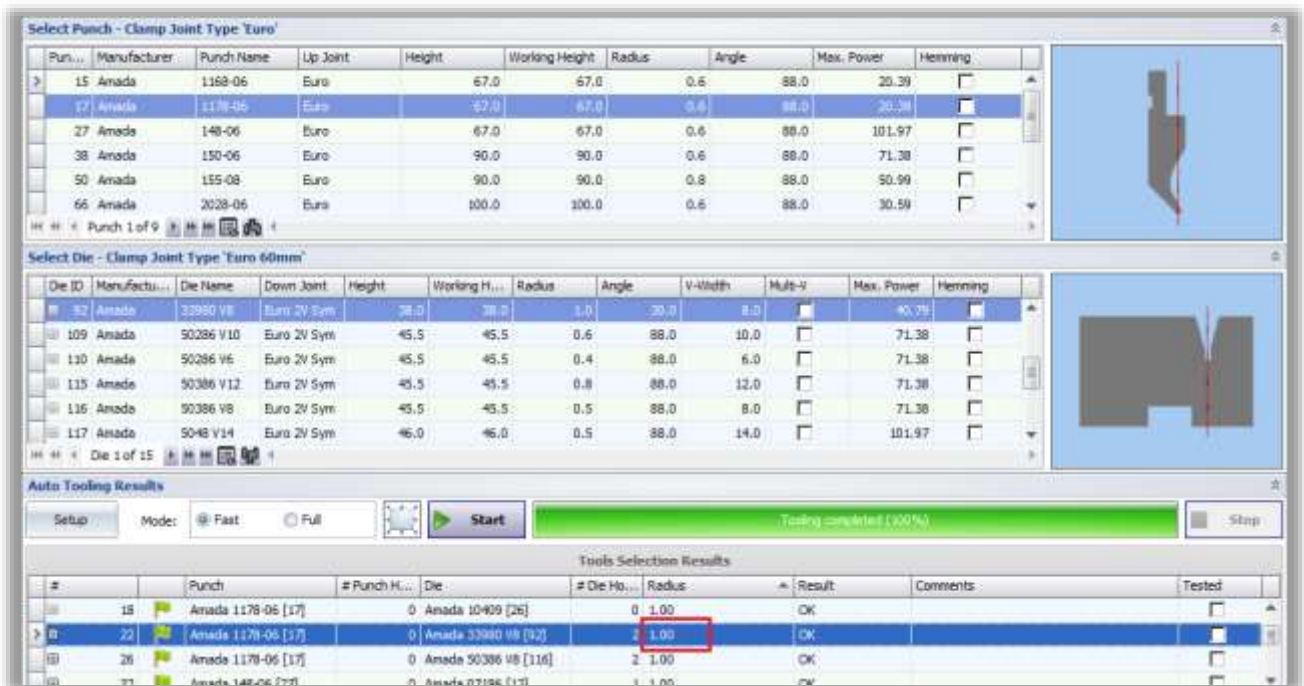 Select Punch - Clamp Joint Type 'Euro'
Pun... Manufacturer Punch Name Up Joint Height Working Height Radius Angle Max. Power Hemming
15 Amada 1168-06 Euro 67.0 67.0 0.6 88.0 20.39
17 Amada 1178-06 Euro 67.0 67.0 0.6 88.0 20.39
27 Amada 148-06 Euro 67.0 67.0 0.6 88.0 101.97
38 Amada 150-06 Euro 90.0 90.0 0.6 88.0 71.38
50 Amada 155-08 Euro 90.0 90.0 0.8 88.0 50.99
66 Amada 2028-06 Euro 100.0 100.0 0.6 88.0 30.59
Punch 1 of 9
Select Die - Clamp Joint Type 'Euro 60mm'
Die ID Manufactu... Die Name Down Joint Height Working H... Radius Angle V-Width Multi-V Max. Power Hemming
92 Amada 33980 V8 Euro 2V Sym 38.0 38.0 1.0 30.0 8.0 40.79
109 Amada 50286 V10 Euro 2V Sym 45.5 45.5 0.6 88.0 10.0 71.38
110 Amada 50286 V6 Euro 2V Sym 45.5 45.5 0.4 88.0 6.0 71.38
115 Amada 50386 V12 Euro 2V Sym 45.5 45.5 0.8 88.0 12.0 71.38
116 Amada 50386 V8 Euro 2V Sym 45.5 45.5 0.5 88.0 8.0 71.38
117 Amada 5048 V14 Euro 2V Sym 46.0 46.0 0.5 88.0 14.0 101.97
Die 1 of 15
Auto Tooling Results
Setup Mode: Fast Full Start Tooling completed (100%) Stop
Tools Selection Results
# Punch # Punch H... Die # Die Ho... Radius Result Comments Tested
18 Amada 1178-06 [17] 0 Amada 10409 [26] 0 1.00 OK
22 Amada 1178-06 [17] 0 Amada 33980 V8 [92] 2 1.00 OK
26 Amada 1178-06 [17] 0 Amada 50386 V8 [116] 2 1.00 OK
Amada 148-06 [27] 0 Amada 1 1.00 OK